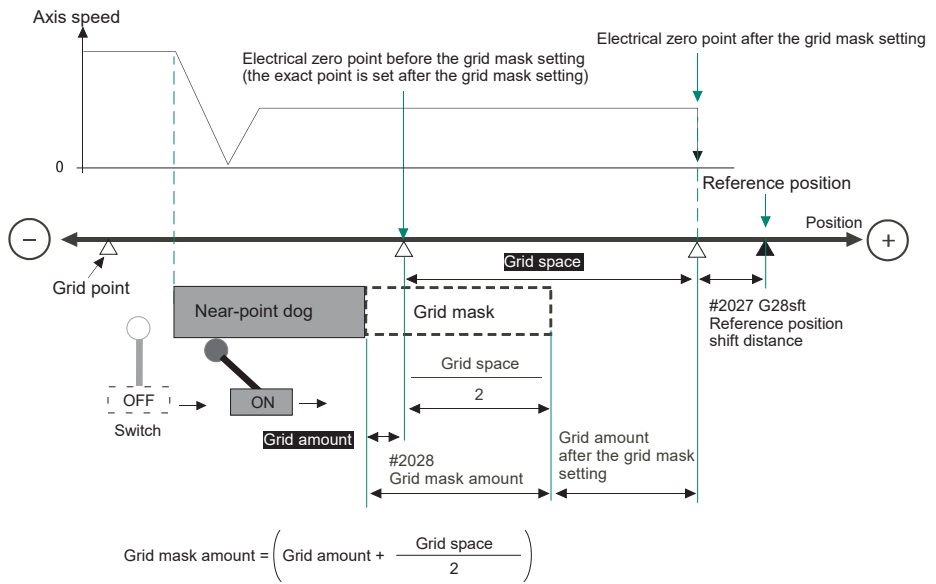 Axis speed
Electrical zero point before the grid mask setting
(the exact point is set after the grid mask setting)
Electrical zero point after the grid mask setting
0
Reference position
Position
−
+
Grid point
Grid space
Near-point dog
Grid mask
#2027 G28sft
Reference position
shift distance
Grid space
2
OFF
ON
Switch
Grid amount
#2028
Grid mask amount
Grid amount
after the grid mask
setting
Grid mask amount = ( Grid amount + Grid space
2 )